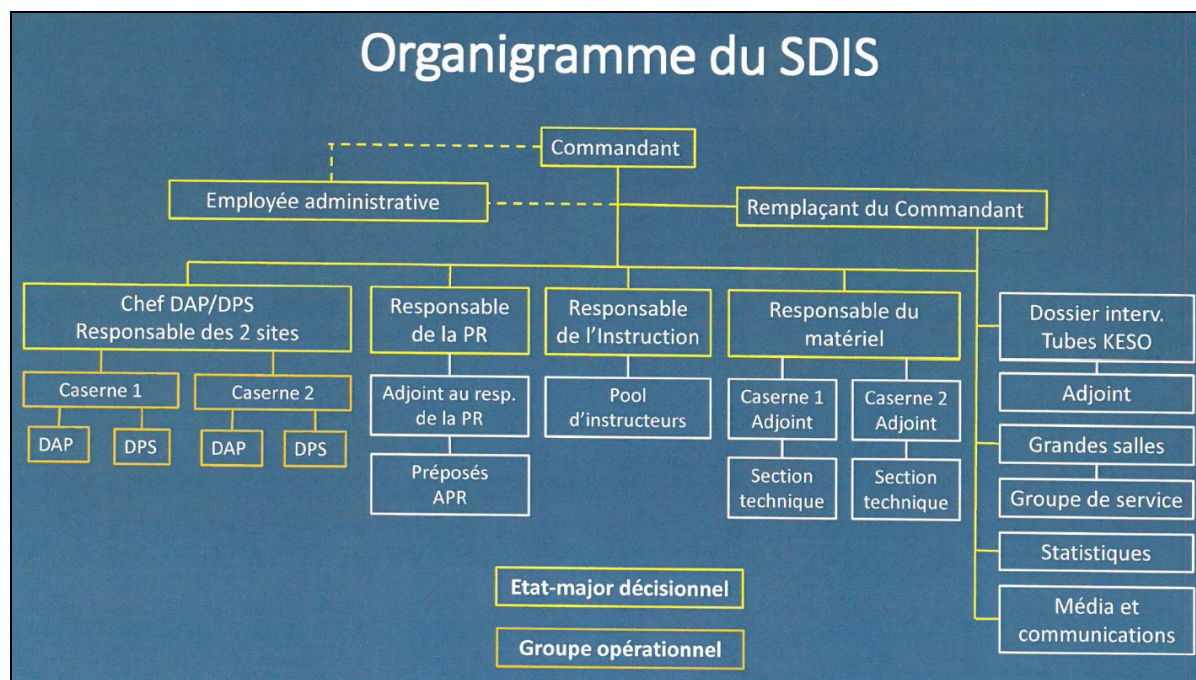 Organigramme du SDIS
Commandant
Employée administrative
Remplaçant du Commandant
Chef DAP/DPS
Responsable des 2 sites
Responsable
de la PR
Responsable
de l'Instruction
Responsable du
matériel
Dossier interv.
Tubes KESO
Caserne 1
Caserne 2
Adjoint au resp.
de la PR
Pool
d'instructeurs
Caserne 1
Adjoint
Caserne 2
Adjoint
Adjoint
DAP
DPS
DAP
DPS
Grandes salles
Préposés
APR
Section
technique
Section
technique
Groupe de service
Statistiques
Etat-major décisionnel
Média et
communications
Groupe opérationnel